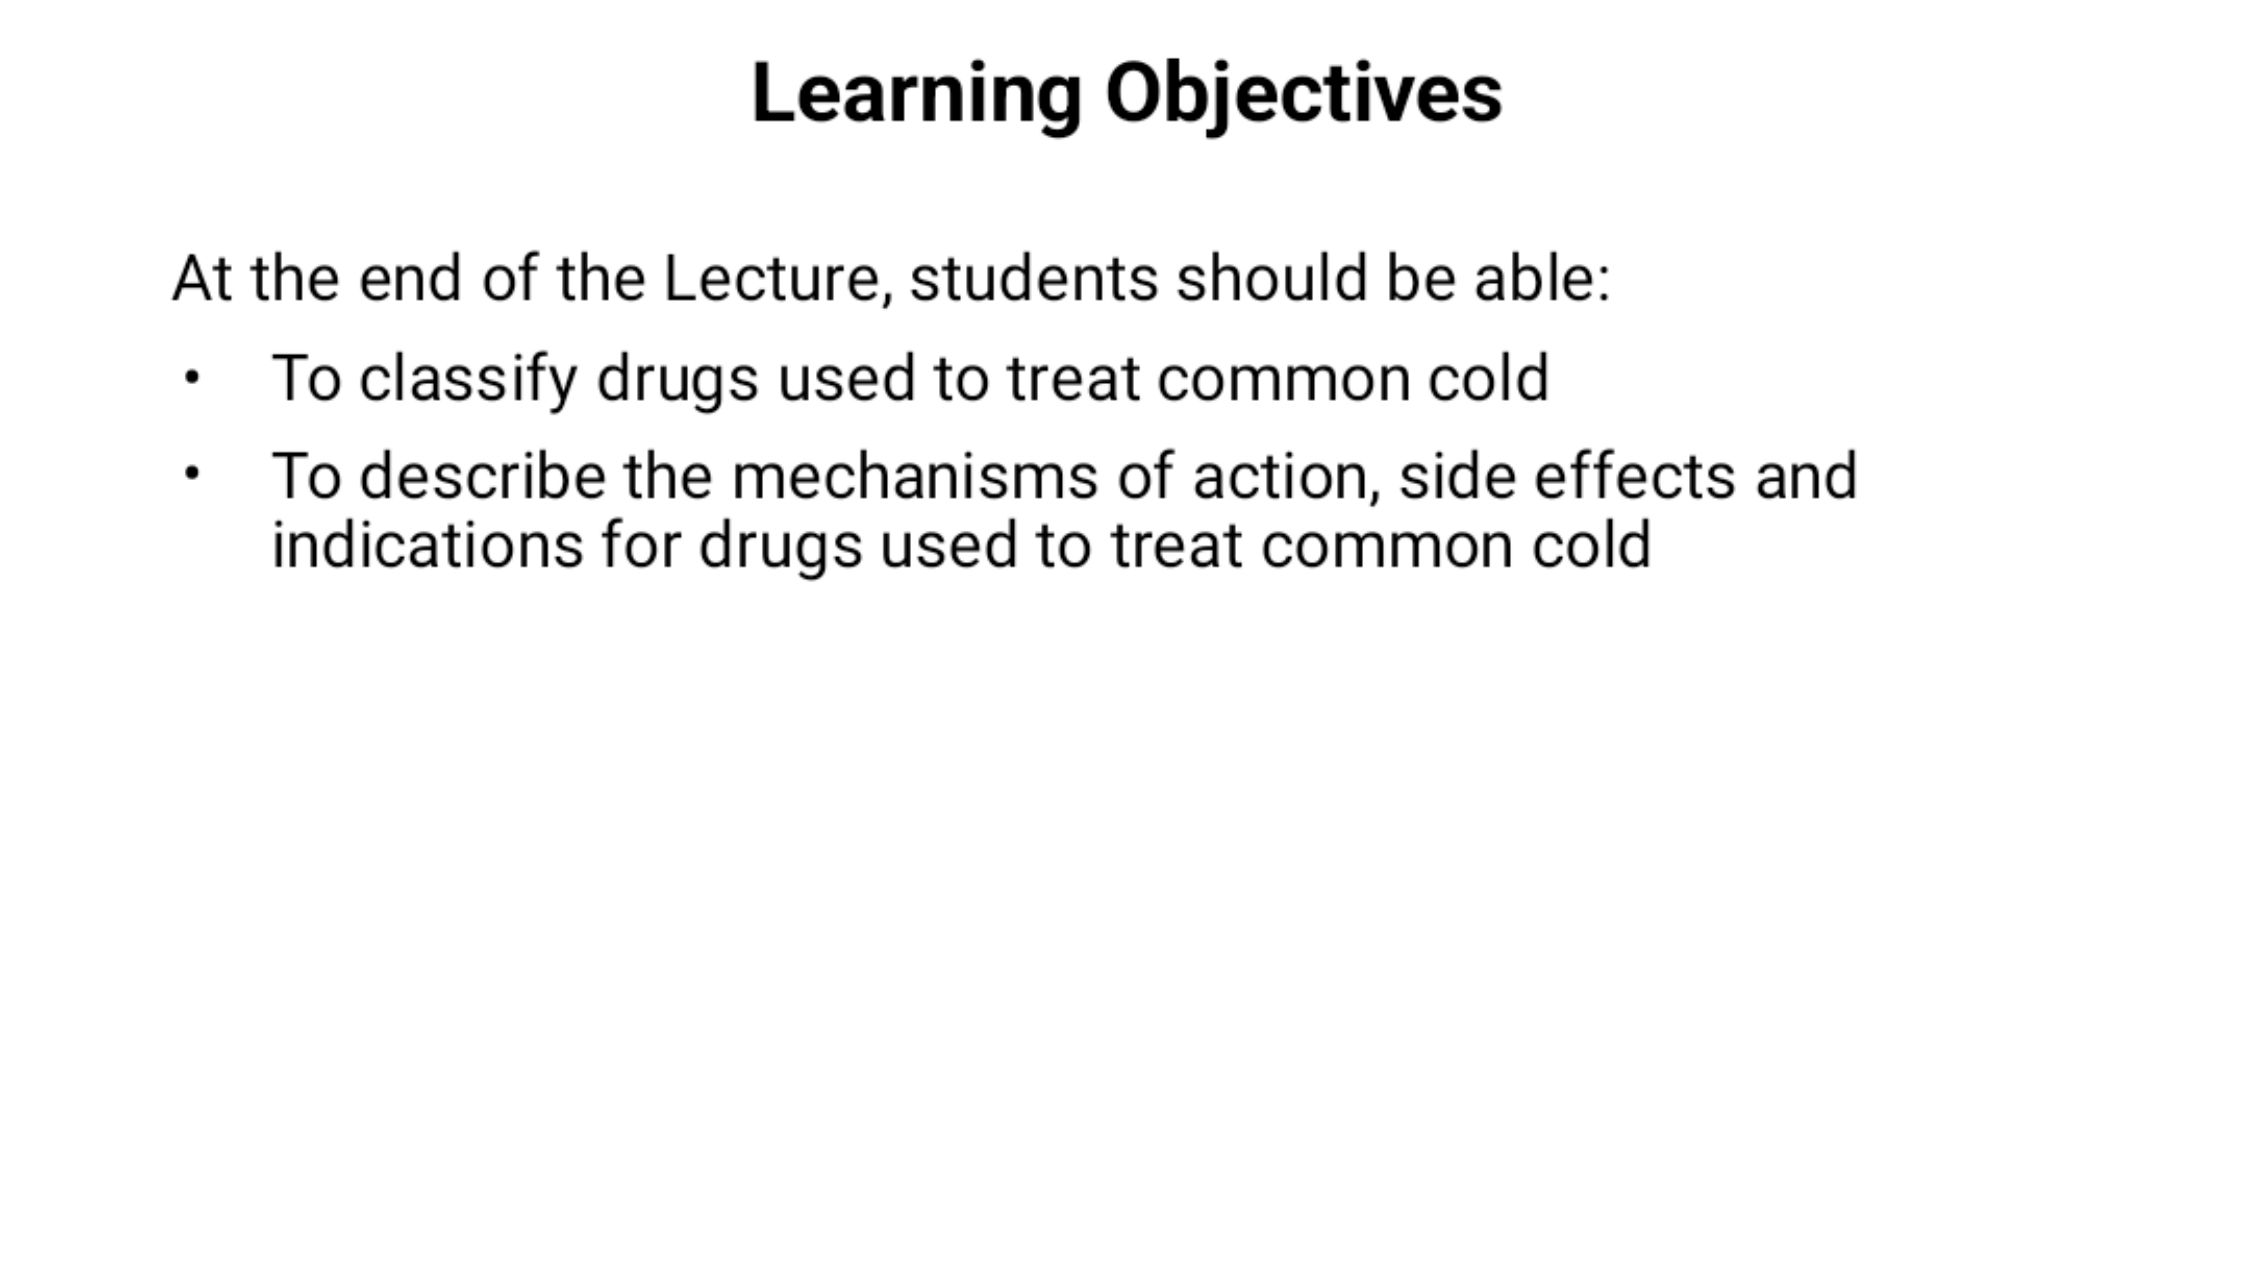 Learning Objectives
At the end of the Lecture, students should be able:
• To classify drugs used to treat common cold
• To describe the mechanisms of action, side effects and
indications for drugs used to treat common cold